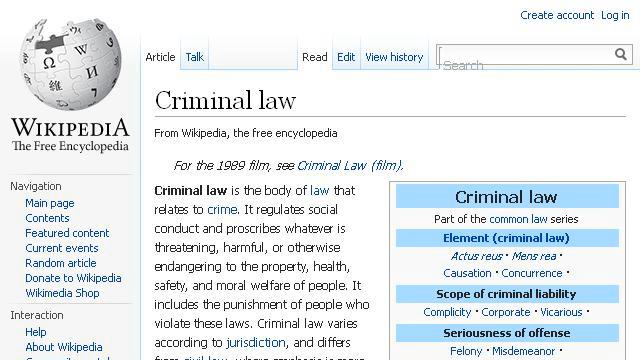 Create account Log in
Article Talk Read Edit View history Search
WIKIPEDIA
The Free Encyclopedia
Navigation
Main page
Contents
Featured content
Current events
Random article
Donate to Wikipedia
Wikimedia Shop
Interaction
Help
About Wikipedia
Criminal law
From Wikipedia, the free encyclopedia
For the 1989 film, see Criminal Law (film).
Criminal law is the body of law that
relates to crime. It regulates social
conduct and proscribes whatever is
threatening, harmful, or otherwise
endangering to the property, health,
safety, and moral welfare of people. It
includes the punishment of people who
violate these laws. Criminal law varies
according to jurisdiction, and differs
Criminal law
Part of the common law series
Element (criminal law)
Actus reus · Mens rea ·
Causation · Concurrence ·
Scope of criminal liability
Complicity · Corporate · Vicarious ·
Seriousness of offense
Felony · Misdemeanor ·